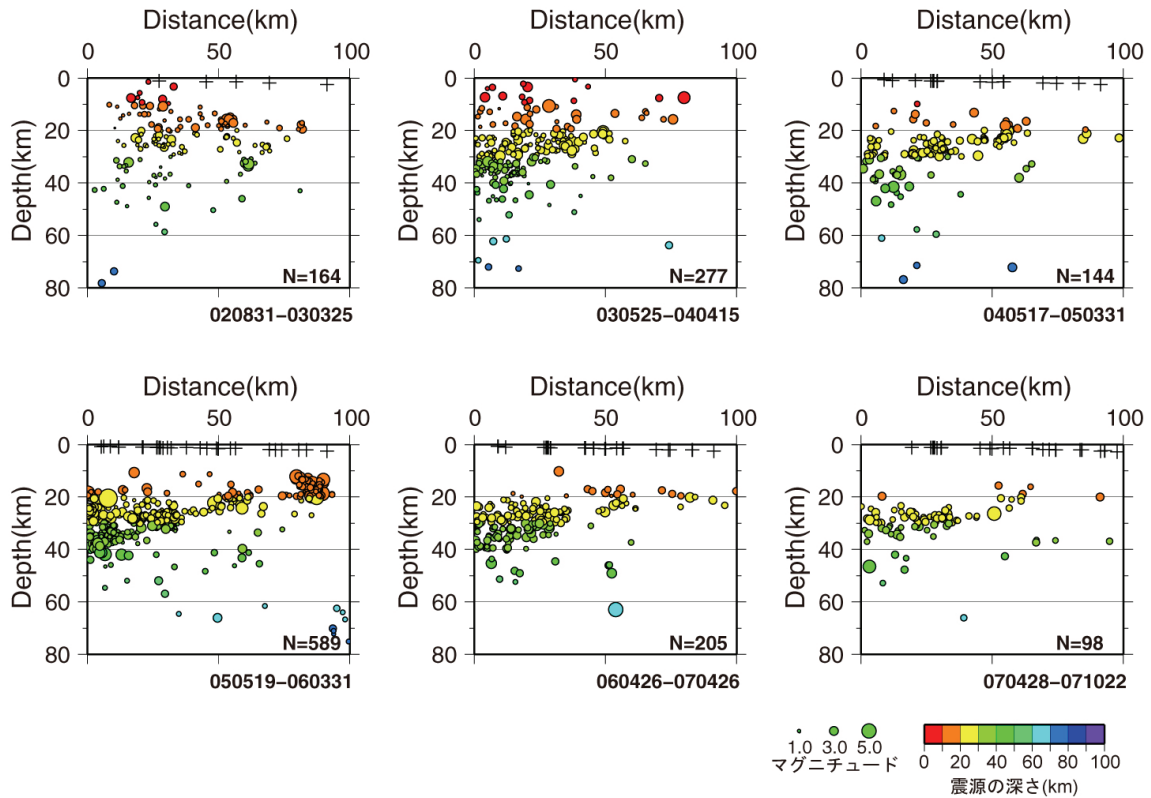 Distance(km) Distance(km) Distance(km)
0 50 100 0 50 100 0 50 100
0 0 0
20 20 20
40 40 40
60 60 60
80 80 80
Depth(km) Depth(km) Depth(km)
N=164 N=277 N=144
020831−030325 030525−040415 040517−050331
Distance(km) Distance(km) Distance(km)
0 50 100 0 50 100 0 50 100
0 0 0
20 20 20
40 40 40
60 60 60
80 80 80
Depth(km) Depth(km) Depth(km)
N=589 N=205 N=98
050519−060331 060426−070426 070428−071022
1.0 3.0 5.0
マグニチュード
0 20 40 60 80 100
震源の深さ(km)